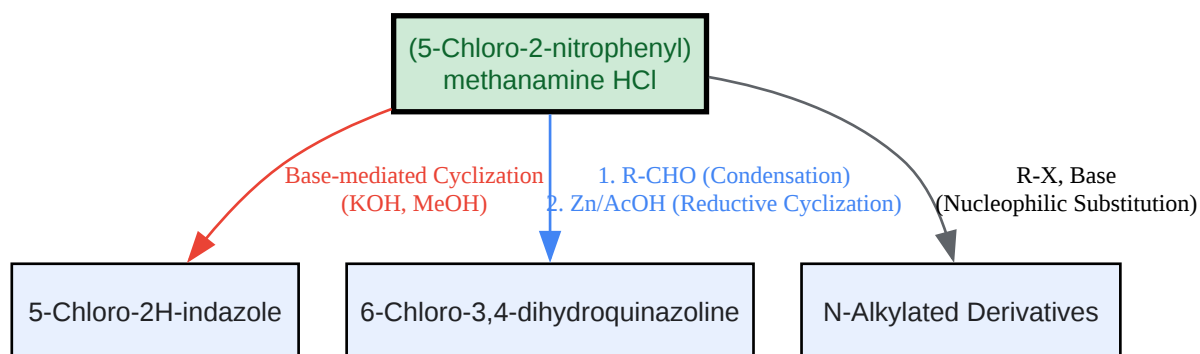 (5-Chloro-2-nitrophenyl)
methanamine HCl
Base-mediated Cyclization
(KOH, MeOH)
1. R-CHO (Condensation)
2. Zn/AcOH (Reductive Cyclization)
R-X, Base
(Nucleophilic Substitution)
5-Chloro-2H-indazole
6-Chloro-3,4-dihydroquinazoline
N-Alkylated Derivatives